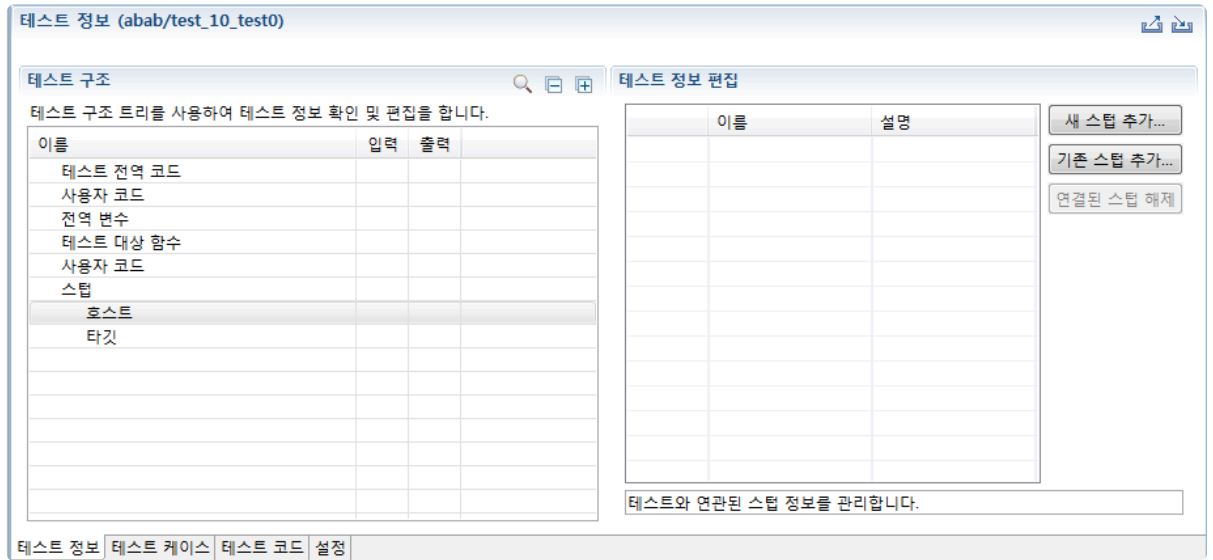 테스트 정보 (abab/test_10_test0)
테스트 구조
테스트 구조 트리를 사용하여 테스트 정보 확인 및 편집을 합니다.
이름 입력 출력
테스트 전역 코드
사용자 코드
전역 변수
테스트 대상 함수
사용자 코드
스텁
호스트
타깃
테스트 정보 편집
이름 설명
새 스텁 추가...
기존 스텁 추가...
연결된 스텁 해제
테스트와 연관된 스텁 정보를 관리합니다.
테스트 정보 테스트 케이스 테스트 코드 설정